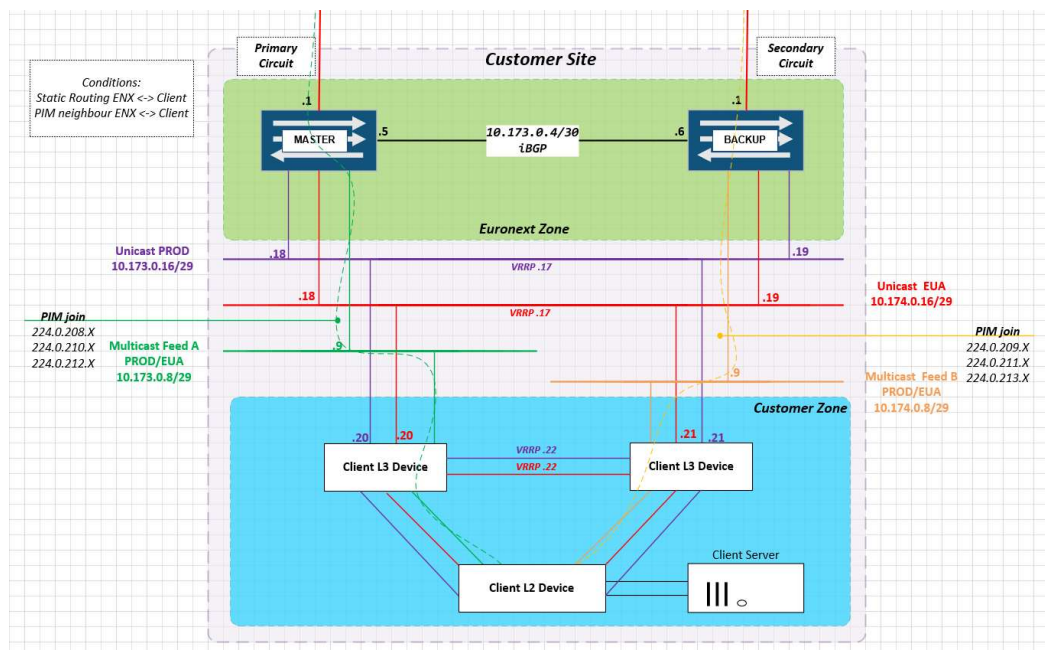 Primary
Circuit
Customer Site
Secondary
Circuit
Conditions:
Static Routing ENX <-> Client
PIM neighbour ENX <-> Client
.1
.1
MASTER
.5
10.173.0.4/30
iBGP
.6
BACKUP
Euronext Zone
Unicast PROD
10.173.0.16/29
.18
VRRP .17
.19
Unicast EUA
10.174.0.16/29
.18
VRRP .17
.19
PIM join
224.0.208.X
224.0.210.X
224.0.212.X
Multicast Feed A
PROD/EUA
10.173.0.8/29
.9
PIM join
224.0.209.X
224.0.211.X
224.0.213.X
.9
Multicast Feed B
PROD/EUA
10.174.0.8/29
Customer Zone
.20
.20
.21
.21
Client L3 Device
VRRP .22
VRRP .22
Client L3 Device
Client L2 Device
Client Server